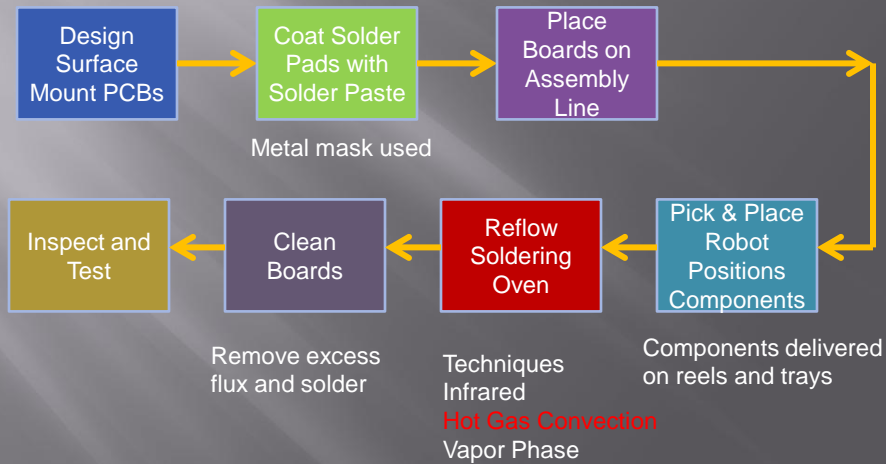 Design
Surface
Mount PCBs
Coat Solder
Pads with
Solder Paste
Place
Boards on
Assembly
Line
Metal mask used
Pick & Place
Robot
Positions
Components
Components delivered
on reels and trays
Reflow
Soldering
Oven
Techniques
Infrared
Hot Gas Convection
Vapor Phase
Clean
Boards
Remove excess
flux and solder
Inspect and
Test